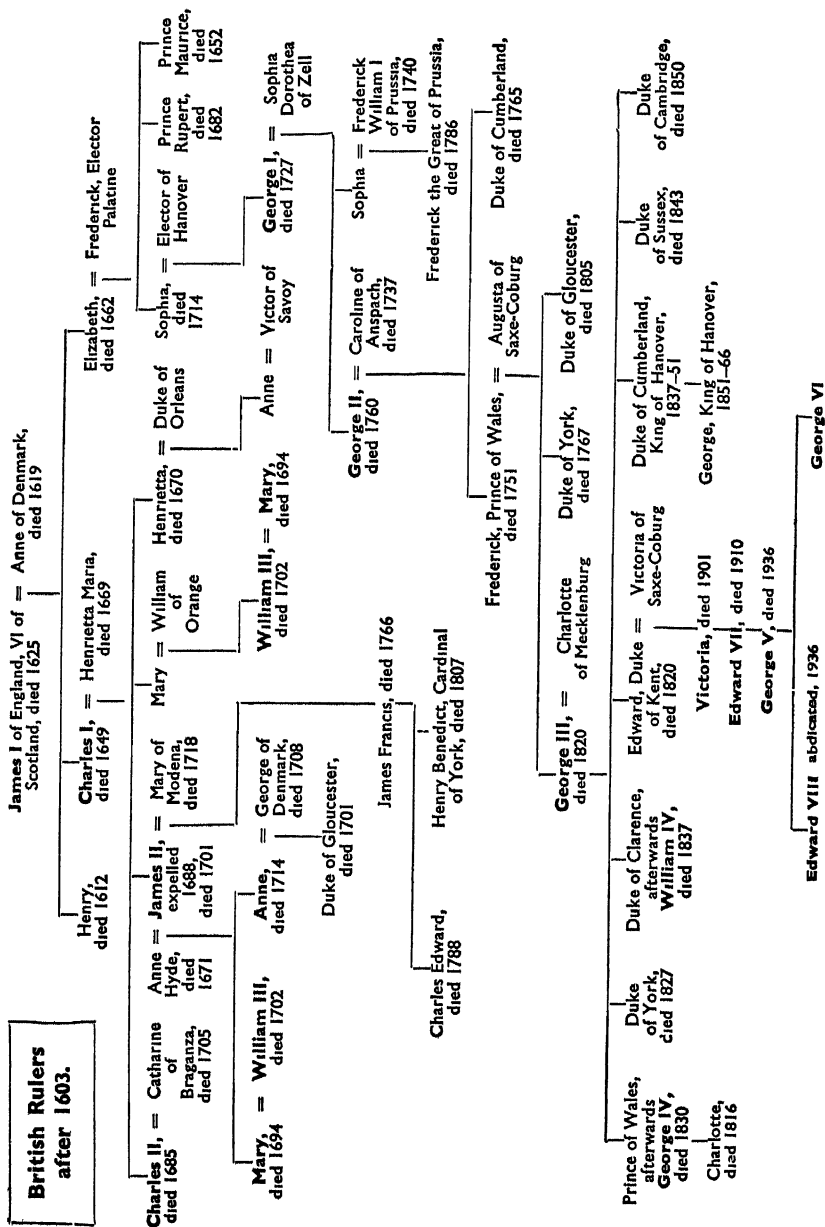 British Rulers
after 1603.
James I of England, VI of = Anne of Denmark,
Scotland, died 1625
died 1619
Henry,
died 1612
Charles I, = Henrietta Maria,
died 1649
died 1669
Elizabeth, = Frederick, Elector
died 1662
Palatine
Charles II, = Catharine
died 1685
of
Braganza,
died 1705
Anne = James II, = Mary of
Hyde,
died
1671
expelled
1688,
died 1701
Modena,
died 1718
Mary = William
of
Orange
Henrietta, = Duke of
died 1670
Orleans
Sophia, = Elector of
died
1714
Hanover
Prince
Rupert,
died
1682
Prince
Maurice,
died
1652
Mary, = William III,
died 1694
died 1702
Anne, = George of
died 1714
Denmark,
died 1708
Duke of Gloucester,
died 1701
William III, = Mary,
died 1702
died 1694
Anne = Victor of
Savoy
George I, = Sophia
died 1727
Dorothea
of Zell
James Francis, died 1766
George II, = Caroline of
died 1760
Anspach,
died 1737
Sophia = Frederick
William I
of Prussia,
died 1740
Charles Edward,
died 1788
Henry Benedict, Cardinal
of York, died 1807
Frederick the Great of Prussia,
died 1786
Frederick, Prince of Wales, = Augusta of
died 1751
Saxe-Coburg
Duke of Cumberland,
died 1765
George III, = Charlotte
died 1820
of Mecklenburg
Duke of York,
died 1767
Duke of Gloucester,
died 1805
Prince of Wales,
afterwards
George IV,
died 1830
Charlotte,
died 1816
Duke
of York,
died 1827
Duke of Clarence,
afterwards
William IV,
died 1837
Edward, Duke = Victoria of
of Kent,
died 1820
Saxe-Coburg
Duke of Cumberland,
King of Hanover,
1837–51
George, King of Hanover,
1851–66
Duke
of Sussex,
died 1843
Duke
of Cambridge,
died 1850
Victoria, died 1901
Edward VII, died 1910
George V, died 1936
Edward VIII abdicated, 1936
George VI